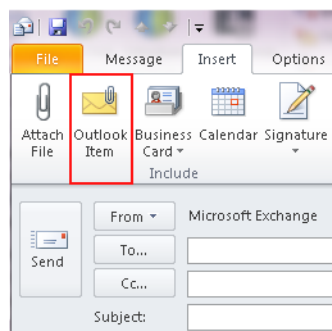 File Message Insert Options
Attach Outlook Business Calendar Signature
File Item Card
Include
From Microsoft Exchange
To...
Send
Cc...
Subject: